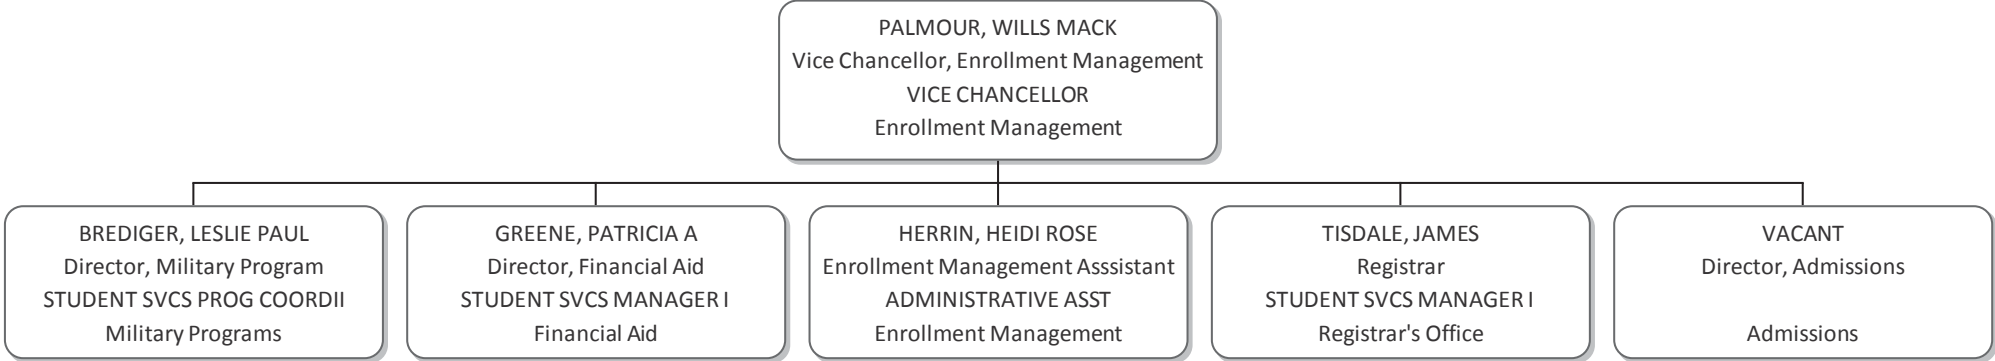 PALMOUR, WILLS MACK
Vice Chancellor, Enrollment Management
VICE CHANCELLOR
Enrollment Management
BREDIGER, LESLIE PAUL
Director, Military Program
STUDENT SVCS PROG COORDII
Military Programs
GREENE, PATRICIA A
Director, Financial Aid
STUDENT SVCS MANAGER I
Financial Aid
HERRIN, HEIDI ROSE
Enrollment Management Asssistant
ADMINISTRATIVE ASST
Enrollment Management
TISDALE, JAMES
Registrar
STUDENT SVCS MANAGER I
Registrar's Office
VACANT
Director, Admissions
Admissions